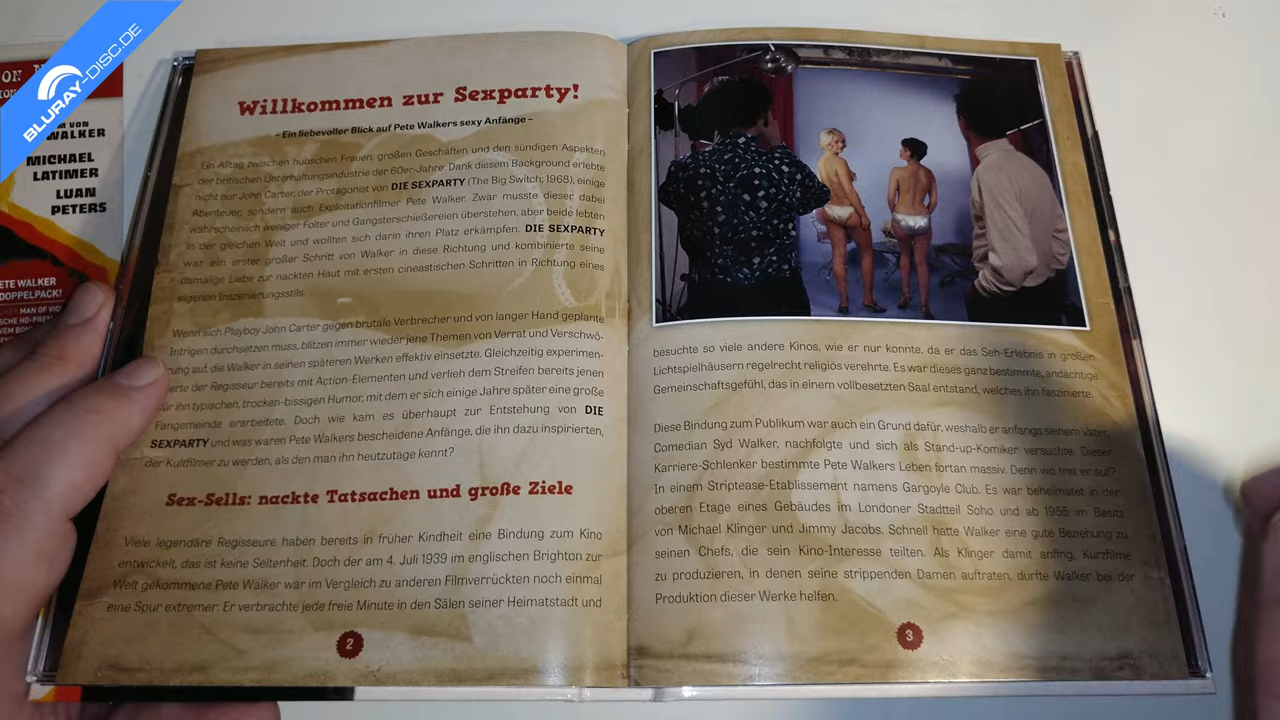 BLURAY-DISC.DE
WALKER
MICHAEL
LATIMER
LUAN
PETERS
ETE WALKER
DOPPELPACK!
Willkommen zur Sexparty!
– Ein liebevoller Blick auf Pete Walkers sexy Anfänge –
Ein Alltag zwischen hübschen Frauen, großen Geschäften und den sündigen Aspekten
der britischen Unterhaltungsindustrie der 60er-Jahre: Dank diesem Background erlebte
nicht nur John Carter, der Protagonist von DIE SEXPARTY (The Big Switch; 1968), einige
Abenteuer, sondern auch Exploitationfilmer Pete Walker. Zwar musste dieser dabei
wahrscheinlich weniger Folter und Gangsterschießereien überstehen, aber beide lebten
in der gleichen Welt und wollten sich darin ihren Platz erkämpfen. DIE SEXPARTY
war ein erster großer Schritt von Walker in diese Richtung und kombinierte seine
damalige Liebe zur nackten Haut mit ersten cineastischen Schritten in Richtung eines
eigenen Inszenierungsstils.
Wenn sich Playboy John Carter gegen brutale Verbrecher und von langer Hand geplante
Intrigen durchsetzen muss, blitzen immer wieder jene Themen von Verrat und Verschwö-
rung auf, die Walker in seinen späteren Werken effektiv einsetzte. Gleichzeitig experimen-
erte der Regisseur bereits mit Action-Elementen und verlieh dem Streifen bereits jenen
für ihn typischen, trocken-bissigen Humor, mit dem er sich einige Jahre später eine große
Fangemeinde erarbeitete. Doch wie kam es überhaupt zur Entstehung von DIE
SEXPARTY und was waren Pete Walkers bescheidene Anfänge, die ihn dazu inspirierten,
der Kultfilmer zu werden, als den man ihn heutzutage kennt?
Sex-Sells: nackte Tatsachen und große Ziele
Viele legendäre Regisseure haben bereits in früher Kindheit eine Bindung zum Kino
entwickelt, das ist keine Seltenheit. Doch der am 4. Juli 1939 im englischen Brighton zur
Welt gekommene Pete Walker war im Vergleich zu anderen Filmverrückten noch einmal
eine Spur extremer: Er verbrachte jede freie Minute in den Sälen seiner Heimatstadt und
2
besuchte so viele andere Kinos, wie er nur konnte, da er das Seh-Erlebnis in großen
Lichtspielhäusern regelrecht religiös verehrte. Es war dieses ganz bestimmte, andächtige
Gemeinschaftsgefühl, das in einem vollbesetzten Saal entstand, welches ihn faszinierte.
Diese Bindung zum Publikum war auch ein Grund dafür, weshalb er anfangs seinem Vater,
Comedian Syd Walker, nachfolgte und sich als Stand-up-Komiker versuchte. Dieser
Karriere-Schlenker bestimmte Pete Walkers Leben fortan massiv. Denn wo trat er auf?
In einem Striptease-Etablissement namens Gargoyle Club. Es war beheimatet in der
oberen Etage eines Gebäudes im Londoner Stadtteil Soho und ab 1955 im Besitz
von Michael Klinger und Jimmy Jacobs. Schnell hatte Walker eine gute Beziehung zu
seinen Chefs, die sein Kino-Interesse teilten. Als Klinger damit anfing, Kurzfilme
zu produzieren, in denen seine strippenden Damen auftraten, durfte Walker bei der
Produktion dieser Werke helfen.
3